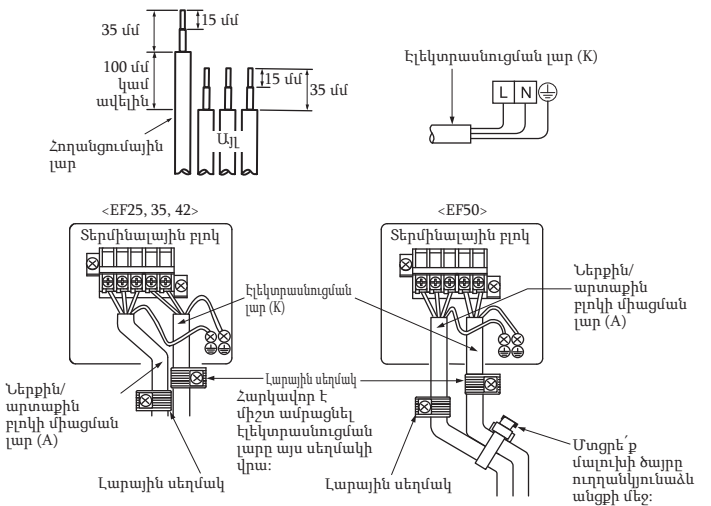 35 մմ
15 մմ
100 մմ
կամ
ավելին
15 մմ
35 մմ
Հողանցումային
լար
Այլ
Էլեկտրասնուցման լար (K)
L N
<EF25, 35, 42>
Տերմինալային բլոկ
Էլեկտրասնուցման
լար (K)
Ներքին/
արտաքին
բլոկի միացման
լար (A)
Լարային սեղմակ
Լարային սեղմակ
Հարկավոր է
միշտ ամրացնել
Էլեկտրասնուցման
լարը այս սեղմակի
վրա։
<EF50>
Տերմինալային բլոկ
Ներքին/
արտաքին
բլոկի միացման
լար (A)
Լարային սեղմակ
Մտցրե՛ք
մալուխի ծայրը
ուղղանկյունաձև
անցքի մեջ։